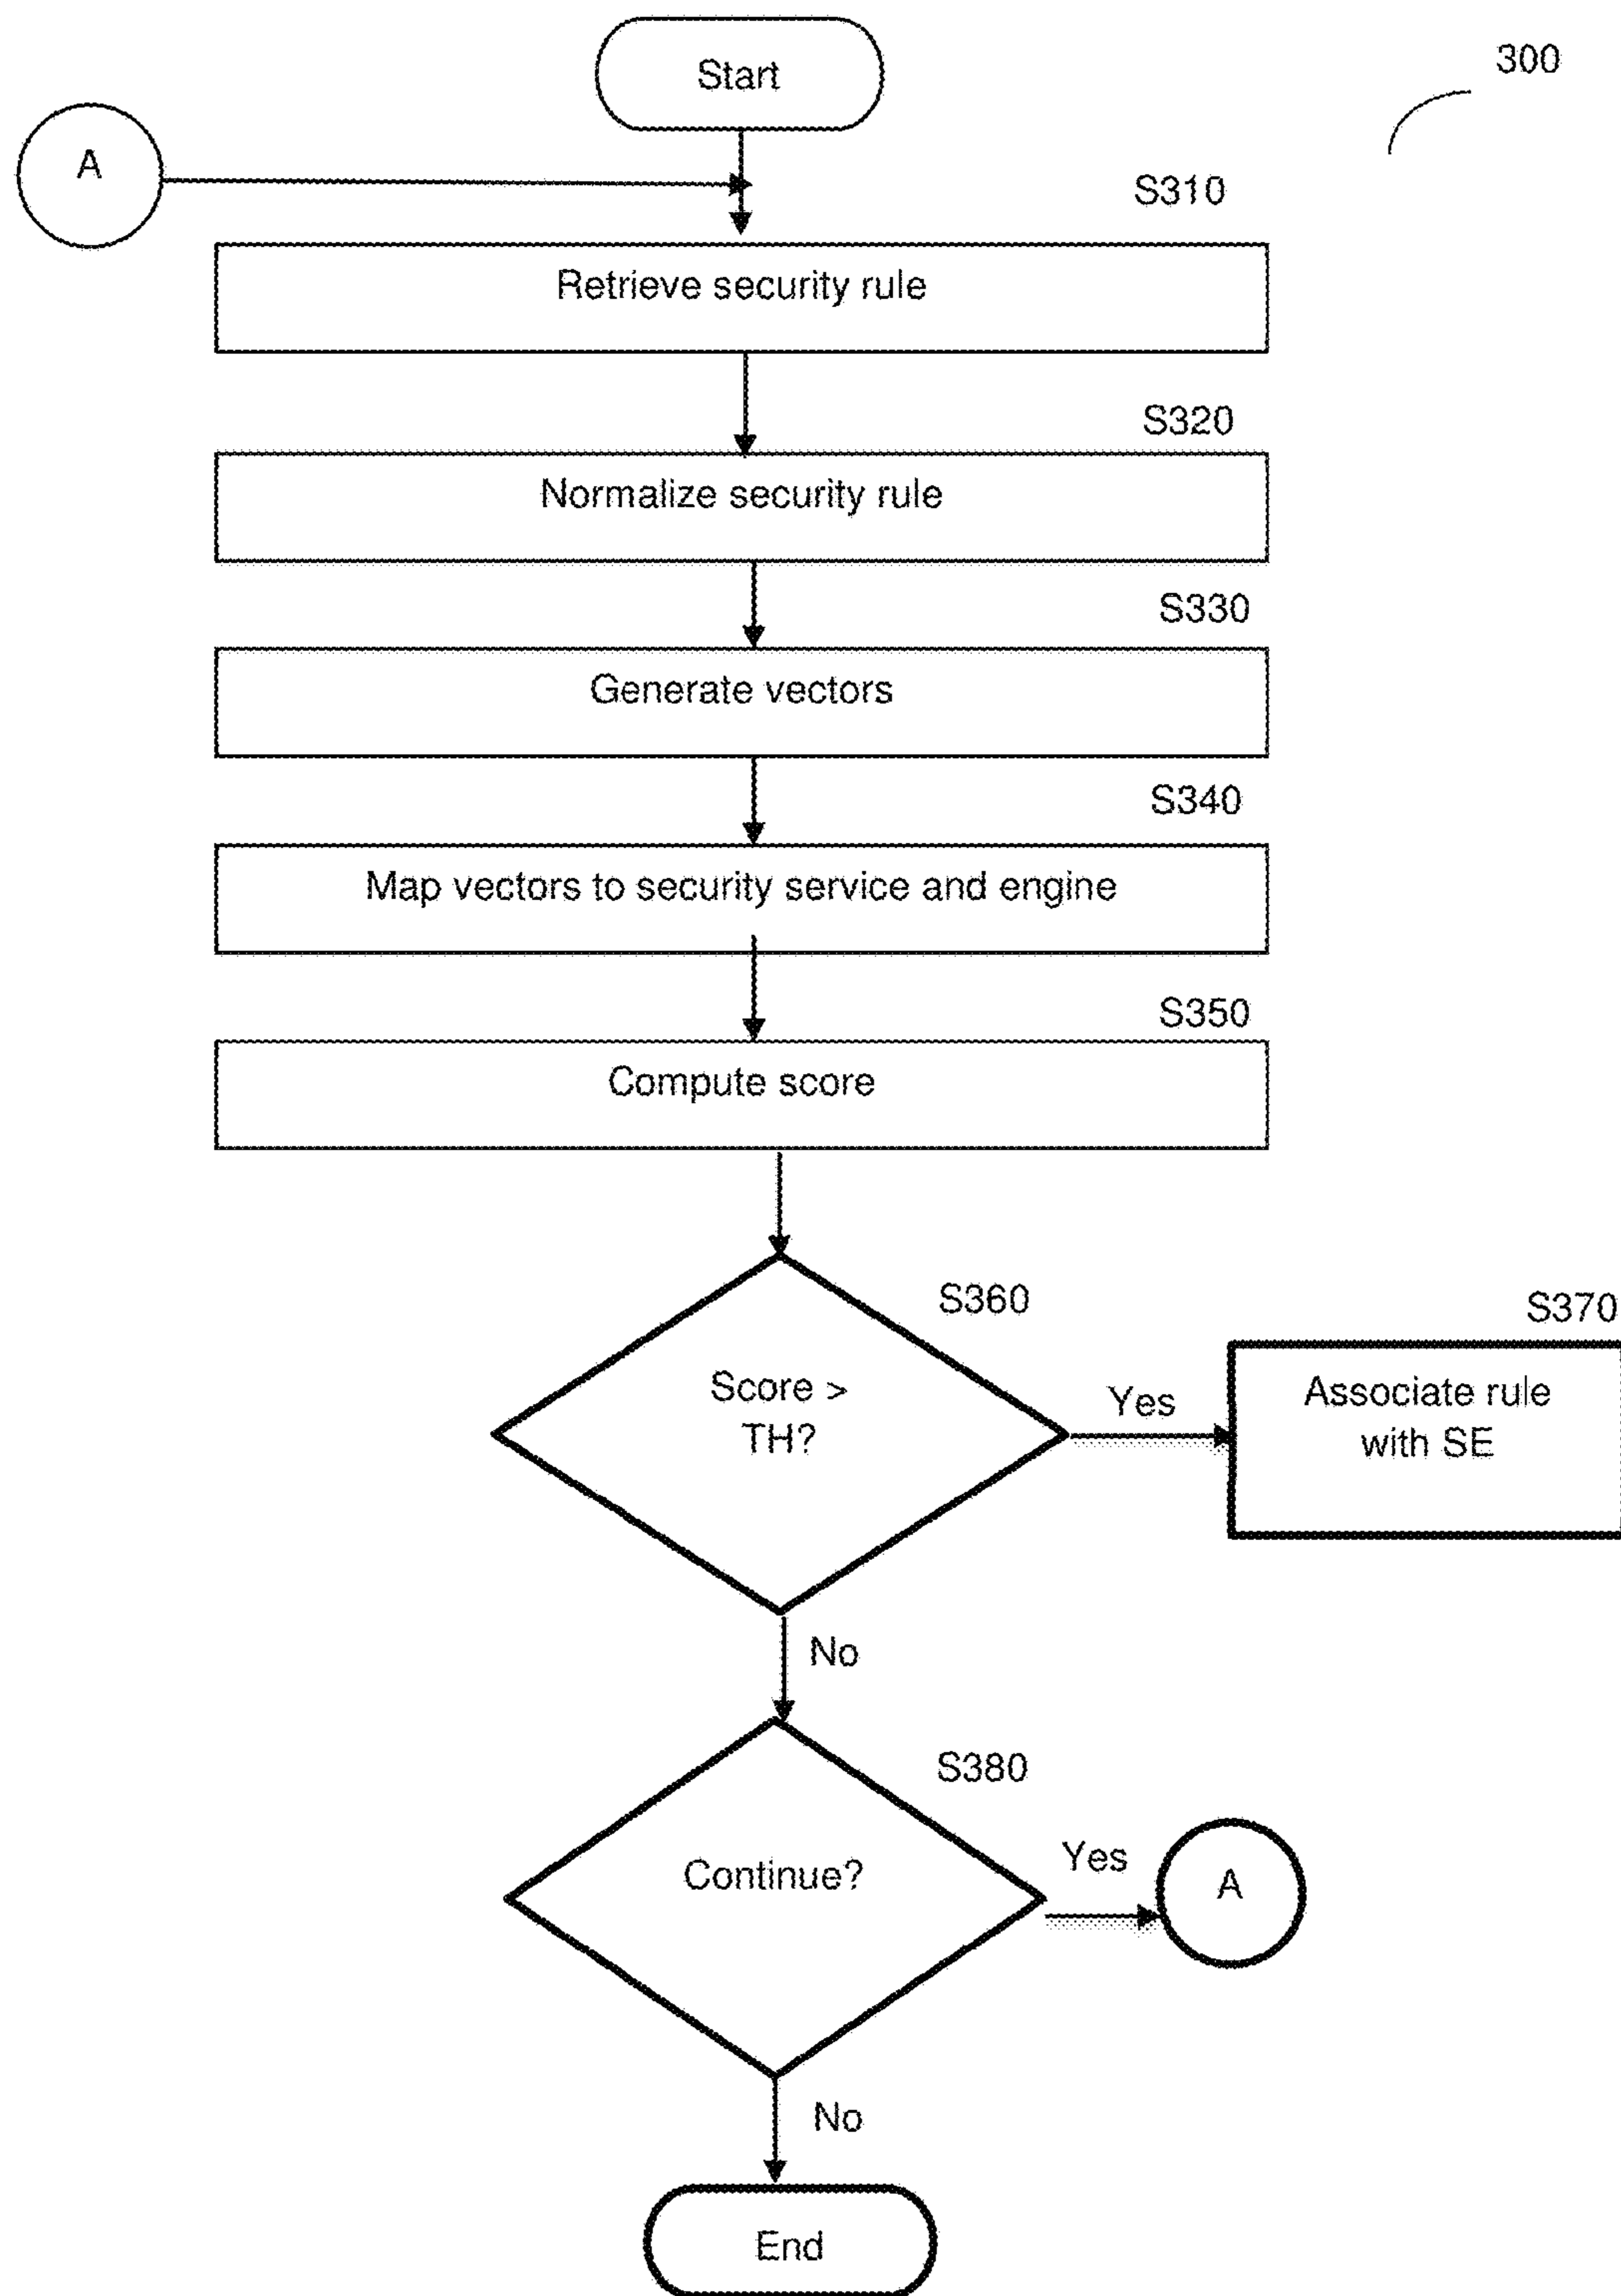 Start
300
A
S310
Retrieve security rule
S320
Normalize security rule
S330
Generate vectors
S340
Map vectors to security service and engine
S350
Compute score
S360
S370
Score >
TH?
Yes
Associate rule
with SE
No
S380
Continue?
Yes
A
No
End